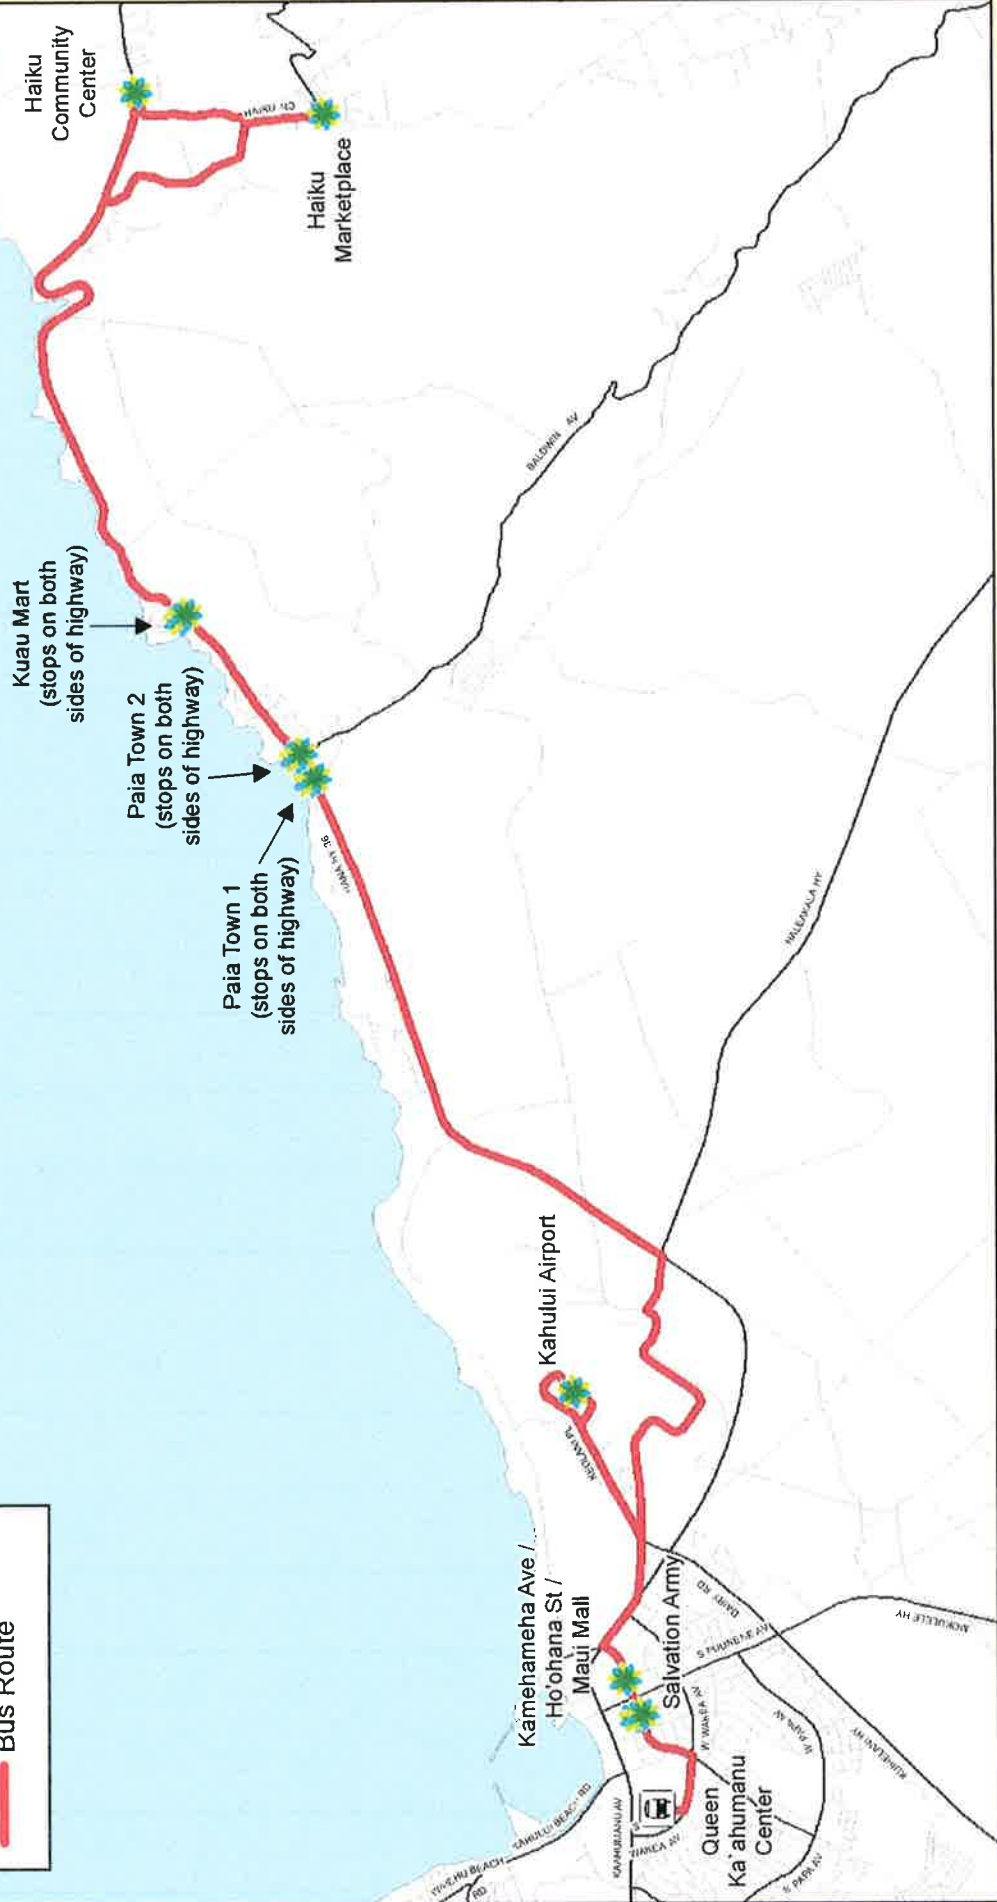 Bus Route
Haiku
Community
Center
Haiku
Marketplace
Kuau Mart
(stops on both
sides of highway)
Paia Town 2
(stops on both
sides of highway)
Paia Town 1
(stops on both
sides of highway)
BALDWIN AV
HALEAKALA HY
Kahului Airport
KEOLANI PL
Kamehameha Ave /
Ho'ohana St /
Maui Mall
Salvation Army
DAIRY RD
S PUUNENE AV
MOKULELE HY
W WAKEA AV
W PAPA AV
KUIHELANI HY
Queen
Ka`ahumanu
Center
KAAHUMANU AV
S
WAKEA AV
S PAPA AV
BEACH
RD